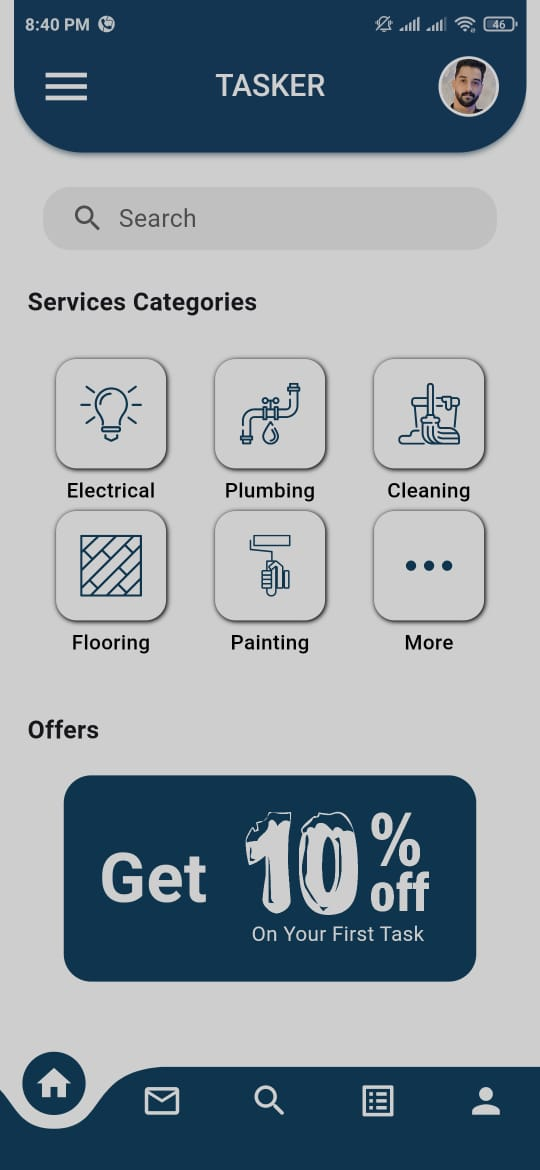 8:40 PM
46
TASKER
Search
Services Categories
Electrical
Plumbing
Cleaning
Flooring
Painting
More
Offers
Get 10% off
On Your First Task